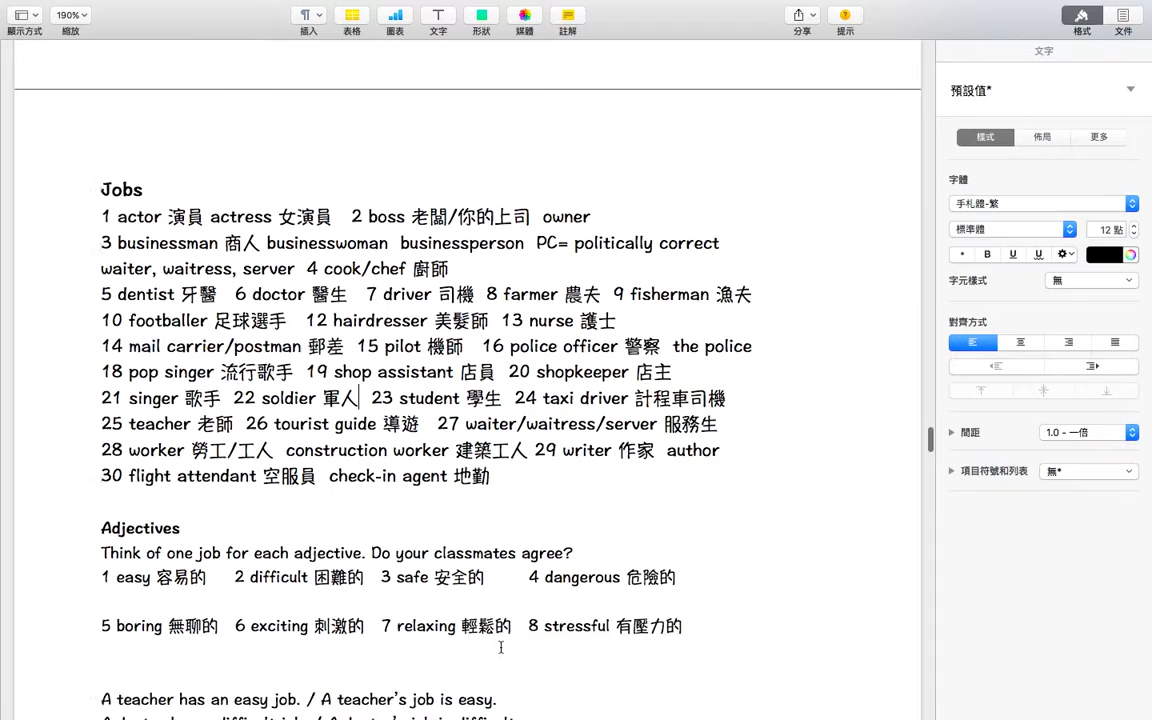 190%
顯示方式 縮放 插入 表格 圖表 文字 形狀 媒體 註解 分享 提示 格式 文件
文字
預設值*
樣式 佈局 更多
字體
手札體-繁
標準體 12 點
B U U
字元樣式 無
對齊方式
間距 1.0 - 一倍
項目符號和列表 無*
Jobs
1 actor 演員 actress 女演員 2 boss 老闆/你的上司 owner
3 businessman 商人 businesswoman businessperson PC= politically correct
waiter, waitress, server 4 cook/chef 廚師
5 dentist 牙醫 6 doctor 醫生 7 driver 司機 8 farmer 農夫 9 fisherman 漁夫
10 footballer 足球選手 12 hairdresser 美髮師 13 nurse 護士
14 mail carrier/postman 郵差 15 pilot 機師 16 police officer 警察 the police
18 pop singer 流行歌手 19 shop assistant 店員 20 shopkeeper 店主
21 singer 歌手 22 soldier 軍人 23 student 學生 24 taxi driver 計程車司機
25 teacher 老師 26 tourist guide 導遊 27 waiter/waitress/server 服務生
28 worker 勞工/工人 construction worker 建築工人 29 writer 作家 author
30 flight attendant 空服員 check-in agent 地勤
Adjectives
Think of one job for each adjective. Do your classmates agree?
1 easy 容易的 2 difficult 困難的 3 safe 安全的 4 dangerous 危險的
5 boring 無聊的 6 exciting 刺激的 7 relaxing 輕鬆的 8 stressful 有壓力的
A teacher has an easy job. / A teacher's job is easy.